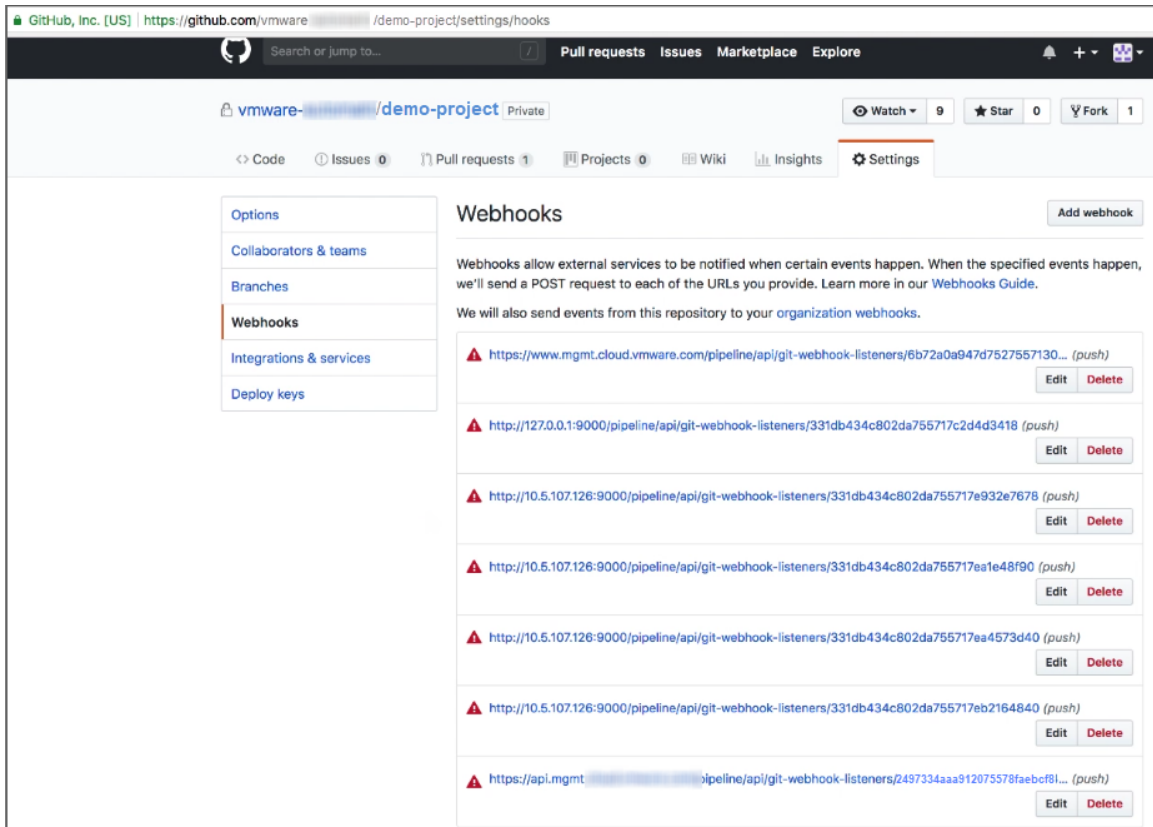 GitHub, Inc. [US] https://github.com/vmware /demo-project/settings/hooks
Search or jump to... / Pull requests Issues Marketplace Explore
vmware- /demo-project Private Watch 9 Star 0 Fork 1
Code Issues 0 Pull requests 1 Projects 0 Wiki Insights Settings
Options
Collaborators & teams
Branches
Webhooks
Integrations & services
Deploy keys
Webhooks Add webhook
Webhooks allow external services to be notified when certain events happen. When the specified events happen,
we'll send a POST request to each of the URLs you provide. Learn more in our Webhooks Guide.
We will also send events from this repository to your organization webhooks.
https://www.mgmt.cloud.vmware.com/pipeline/api/git-webhook-listeners/6b72a0a947d7527557130... (push)
Edit Delete
http://127.0.0.1:9000/pipeline/api/git-webhook-listeners/331db434c802da755717c2d4d3418 (push)
Edit Delete
http://10.5.107.126:9000/pipeline/api/git-webhook-listeners/331db434c802da755717e932e7678 (push)
Edit Delete
http://10.5.107.126:9000/pipeline/api/git-webhook-listeners/331db434c802da755717ea1e48f90 (push)
Edit Delete
http://10.5.107.126:9000/pipeline/api/git-webhook-listeners/331db434c802da755717ea4573d40 (push)
Edit Delete
http://10.5.107.126:9000/pipeline/api/git-webhook-listeners/331db434c802da755717eb2164840 (push)
Edit Delete
https://api.mgmt pipeline/api/git-webhook-listeners/2497334aaa912075578faebcf8l... (push)
Edit Delete